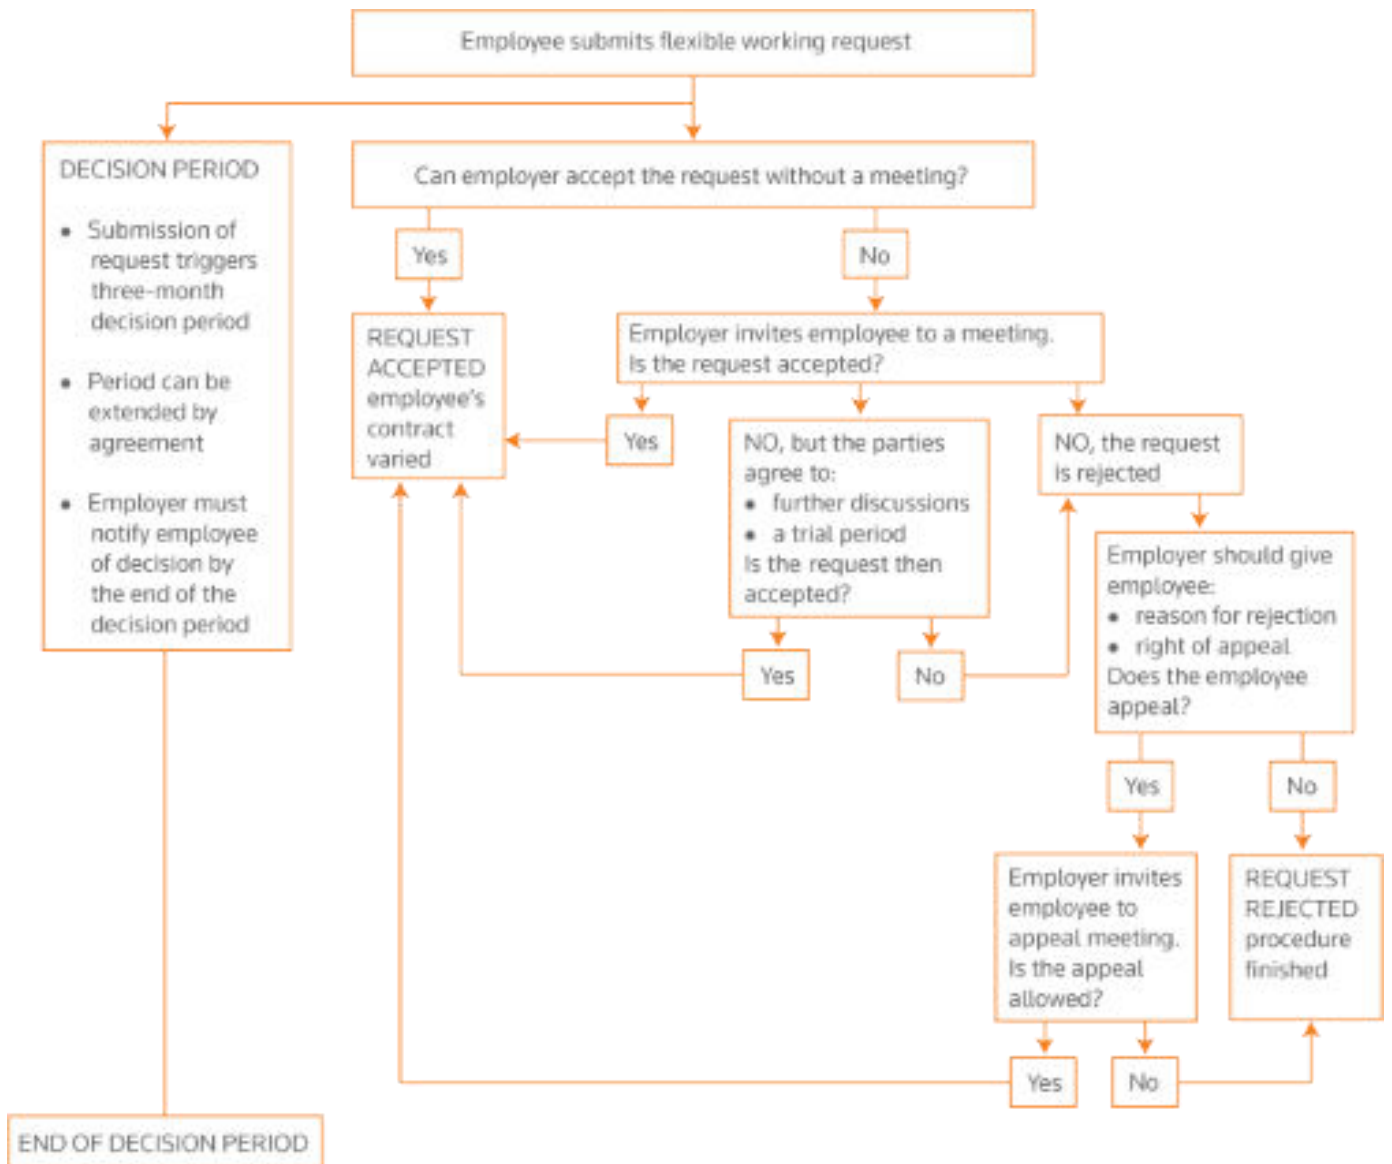 Employee submits flexible working request
DECISION PERIOD
• Submission of
request triggers
three-month
decision period
• Period can be
extended by
agreement
• Employer must
notify employee
of decision by
the end of the
decision period
END OF DECISION PERIOD
Can employer accept the request without a meeting?
Yes
No
REQUEST
ACCEPTED
employee's
contract
varied
Employer invites employee to a meeting.
Is the request accepted?
Yes
NO, but the parties
agree to:
• further discussions
• a trial period
Is the request then
accepted?
Yes
No
NO, the request
is rejected
Employer should give
employee:
• reason for rejection
• right of appeal
Does the employee
appeal?
Yes
No
Employer invites
employee to
appeal meeting.
Is the appeal
allowed?
Yes
No
REQUEST
REJECTED
procedure
finished